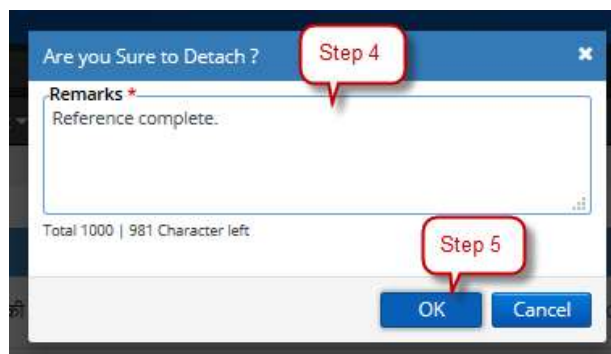 Are you Sure to Detach ?
Step 4
Remarks *
Reference complete.
Total 1000 | 981 Character left
Step 5
OK
Cancel
की